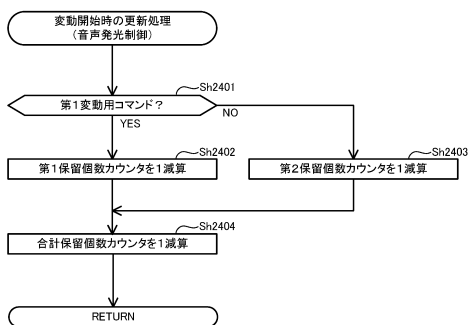 変動開始時の更新処理
(音声発光制御)
Sh2401
第1変動用コマンド？
YES
NO
Sh2402
第1保留個数カウンタを1減算
Sh2403
第2保留個数カウンタを1減算
Sh2404
合計保留個数カウンタを1減算
RETURN